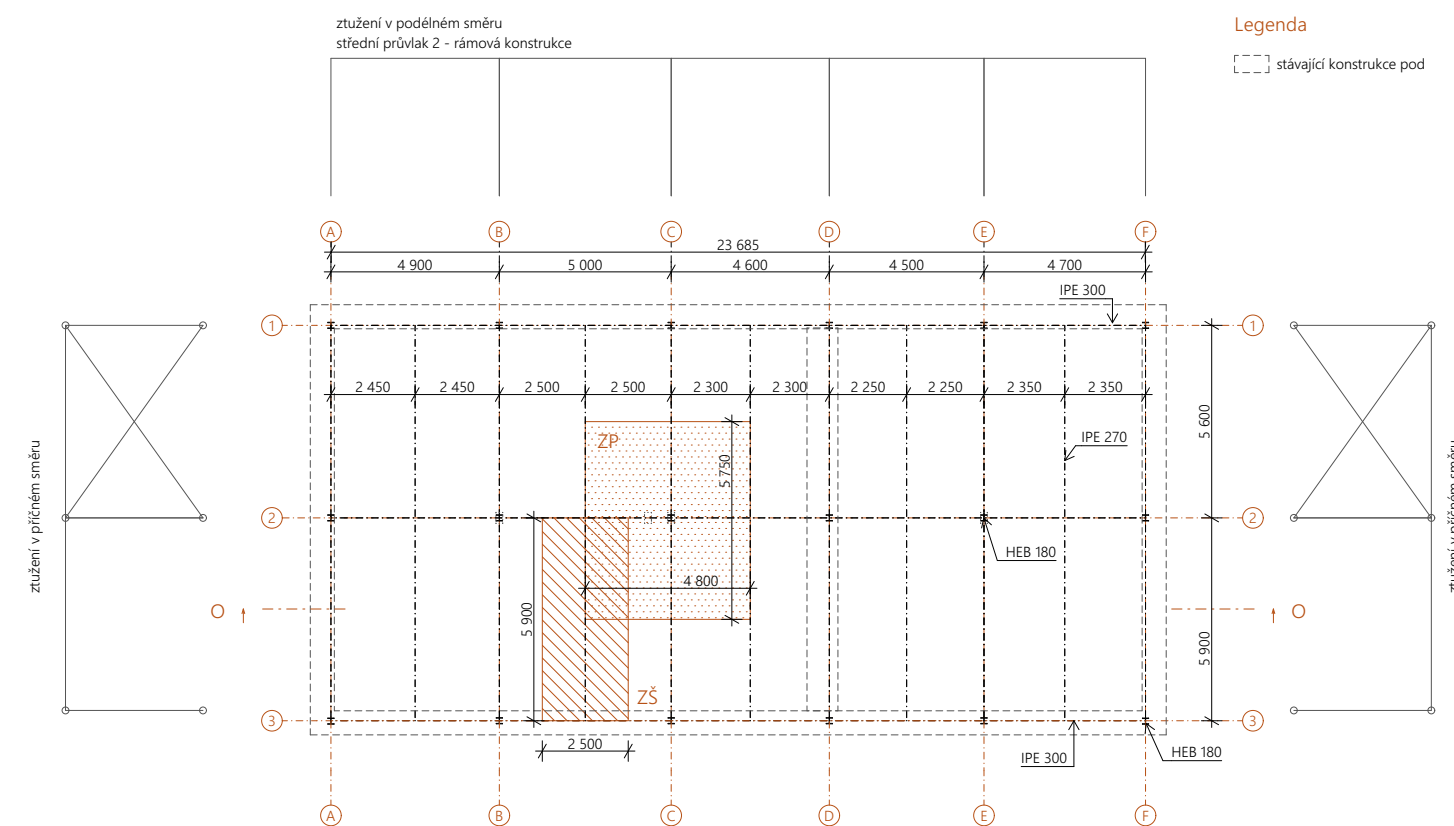 ztužení v podélném směru
střední průvlak 2 - rámová konstrukce
Legenda
stávající konstrukce pod
A B C D E F
23 685
4 900 5 000 4 600 4 500 4 700
IPE 300
1 1
2 450 2 450 2 500 2 500 2 300 2 300 2 250 2 250 2 350 2 350
5 600
ZP
IPE 270
5 750
ztužení v příčném směru
ztužení v příčném směru
2 2
HEB 180
4 800
O O
5 900
5 900
ZŠ
3 3
2 500
IPE 300
HEB 180
A B C D E F